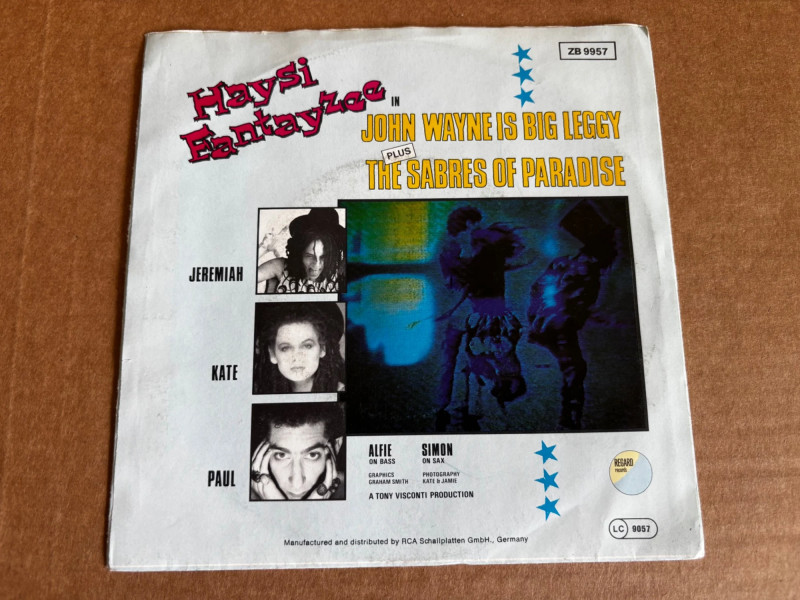 ZB 9957
Haysi
Fantayzee
IN
JOHN WAYNE IS BIG LEGGY
PLUS
THE SABRES OF PARADISE
JEREMIAH
KATE
PAUL
ALFIE
ON BASS
SIMON
ON SAX
GRAPHICS
GRAHAM SMITH
PHOTOGRAPHY
KATE & JAMIE
A TONY VISCONTI PRODUCTION
REGARD
records
LC 9057
Manufactured and distributed by RCA Schallplatten GmbH., Germany